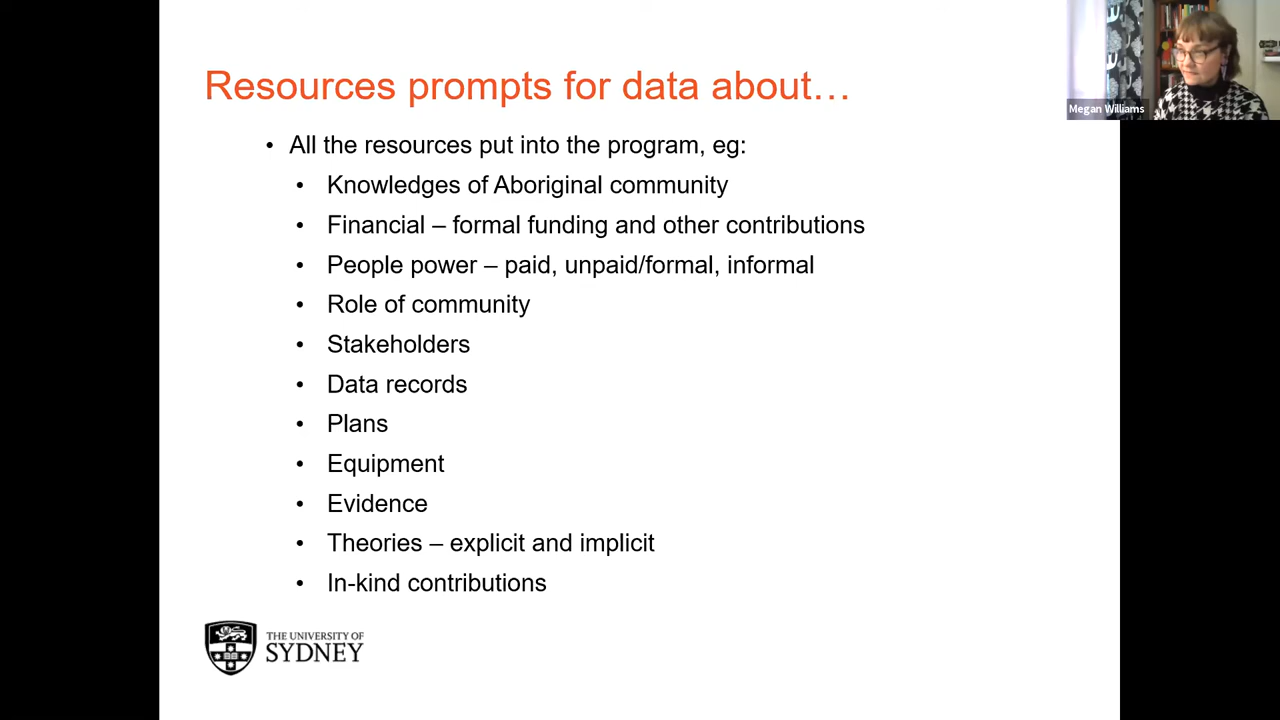 Resources prompts for data about…
• All the resources put into the program, eg:
• Knowledges of Aboriginal community
• Financial – formal funding and other contributions
• People power – paid, unpaid/formal, informal
• Role of community
• Stakeholders
• Data records
• Plans
• Equipment
• Evidence
• Theories – explicit and implicit
• In-kind contributions
THE UNIVERSITY OF
SYDNEY
Megan Williams